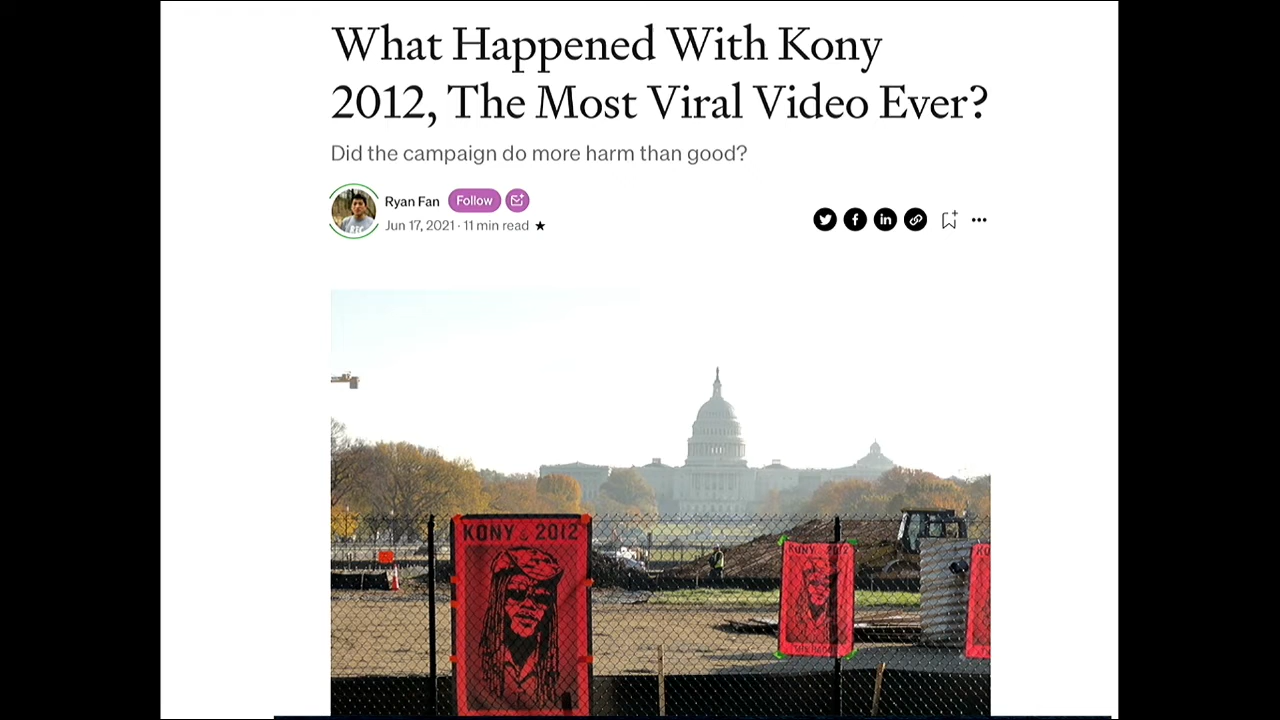 What Happened With Kony
2012, The Most Viral Video Ever?
Did the campaign do more harm than good?
Ryan Fan Follow
Jun 17, 2021 · 11 min read ★
KONY 2012
KONY 2012
KO